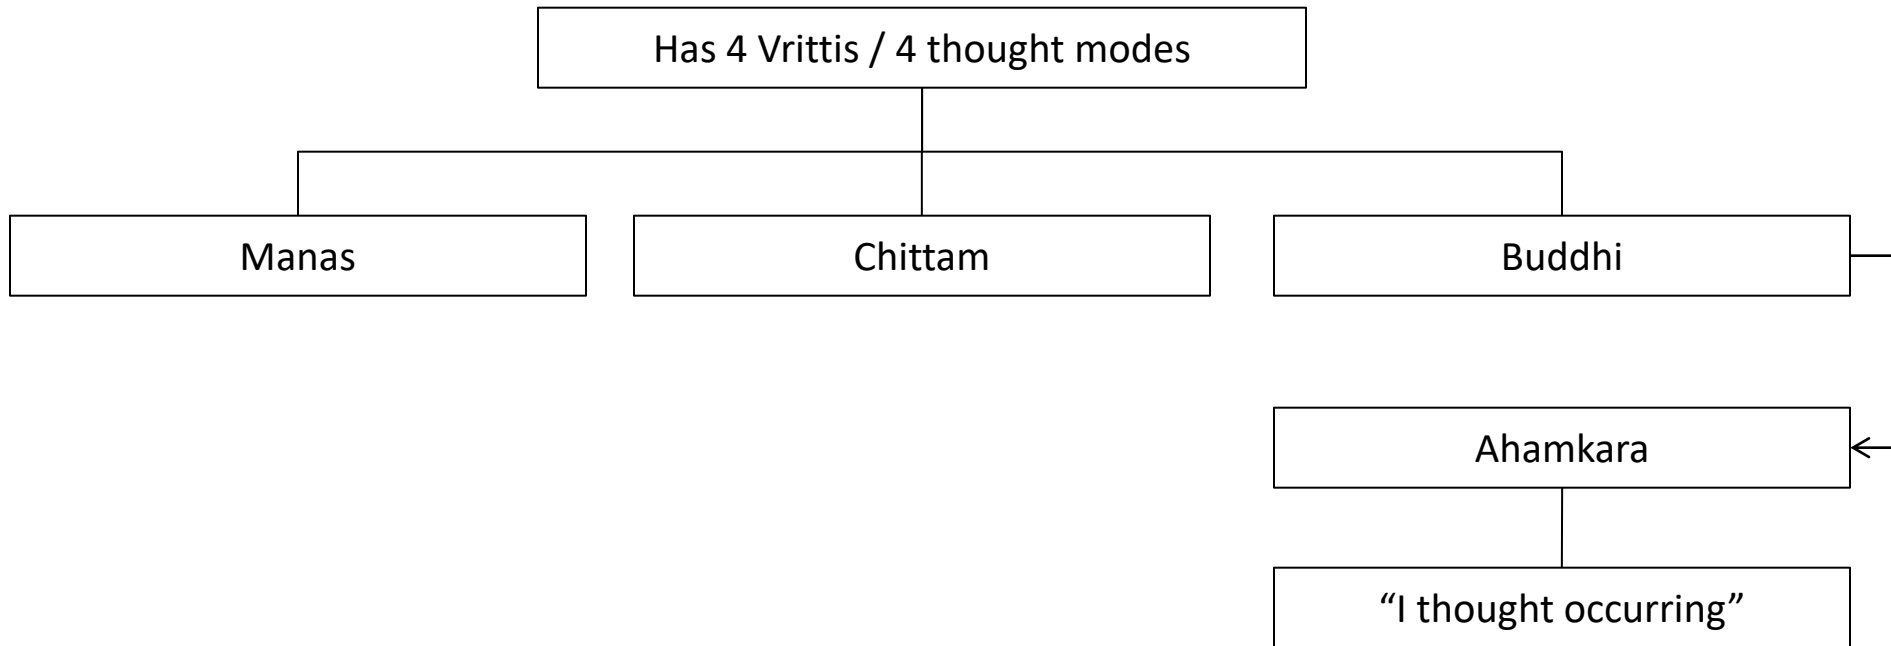 Has 4 Vrittis / 4 thought modes
Manas
Chittam
Buddhi
Ahamkara
“I thought occurring”